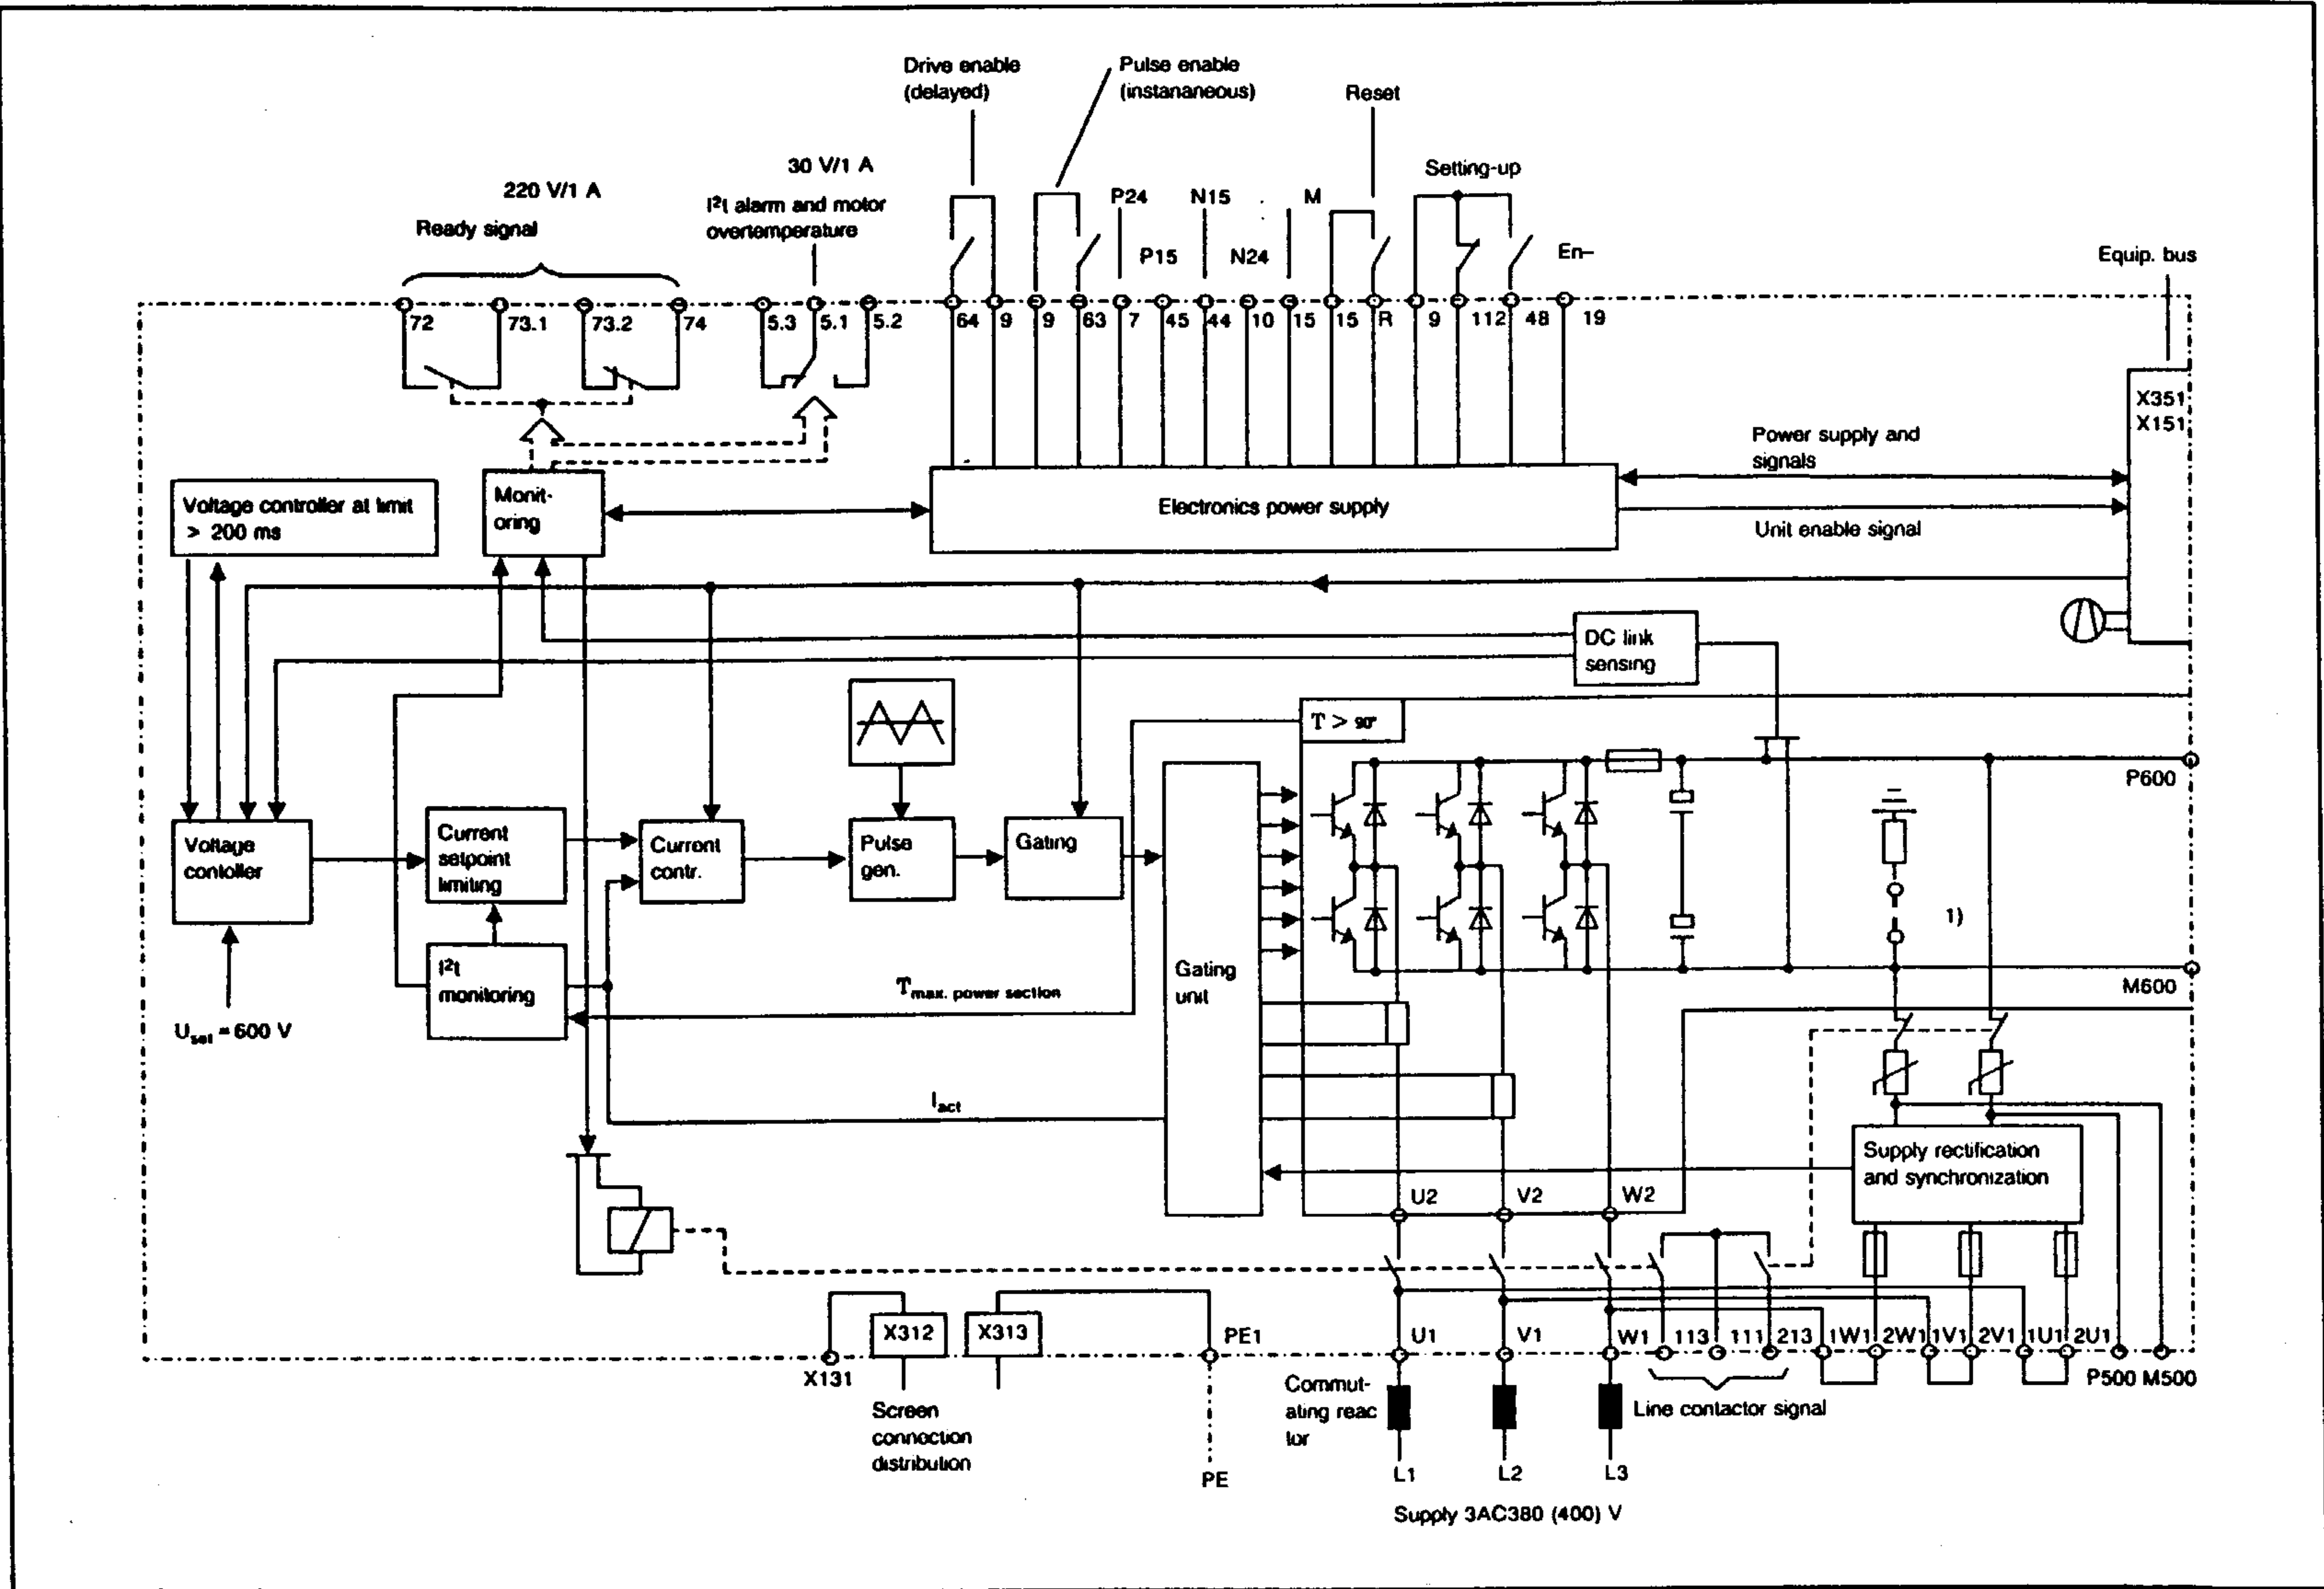 Drive enable
(delayed)
Pulse enable
(instananeous)
Reset
30 V/1 A
220 V/1 A
I²t alarm and motor
overtemperature
Ready signal
Setting-up
P24
N15
M
P15
N24
En–
Equip. bus
72
73.1
73.2
74
5.3
5.1
5.2
64
9
9
63
7
45
44
10
15
15
R
9
112
48
19
X351
X151
Power supply and
signals
Voltage controller at limit
> 200 ms
Monit-
oring
Electronics power supply
Unit enable signal
DC link
sensing
T > 90°
P600
Voltage
contoller
Current
setpoint
limiting
Current
contr.
Pulse
gen.
Gating
1)
I²t
monitoring
Gating
unit
T max. power section
M600
U set = 600 V
I act
Supply rectification
and synchronization
U2
V2
W2
X312
X313
PE1
U1
V1
W1
113
111
213
1W1
2W1
1V1
2V1
1U1
2U1
X131
P500 M500
Commut-
ating reac
tor
Line contactor signal
Screen
connection
distribution
PE
L1
L2
L3
Supply 3AC380 (400) V